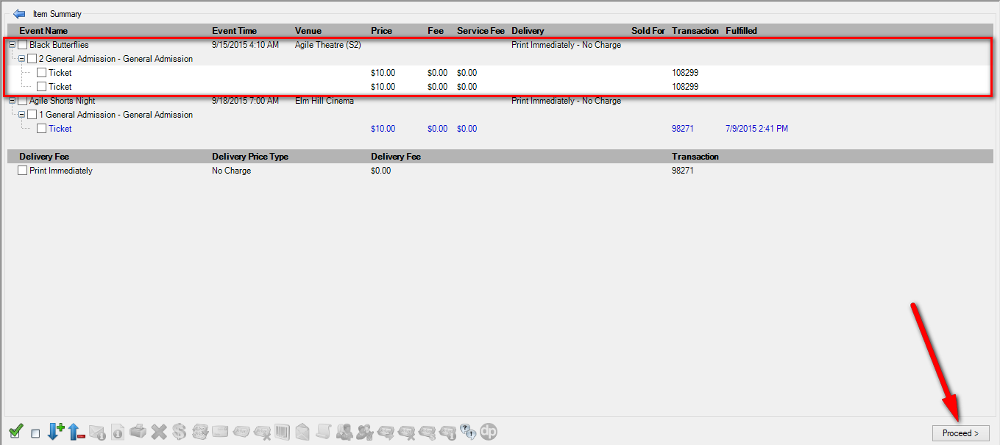 Item Summary
Event Name Event Time Venue Price Fee Service Fee Delivery Sold For Transaction Fulfilled
Black Butterflies 9/15/2015 4:10 AM Agile Theatre (S2) Print Immediately - No Charge
2 General Admission - General Admission
Ticket $10.00 $0.00 $0.00 108299
Ticket $10.00 $0.00 $0.00 108299
Agile Shorts Night 9/18/2015 7:00 AM Elm Hill Cinema Print Immediately - No Charge
1 General Admission - General Admission
Ticket $10.00 $0.00 $0.00 98271 7/9/2015 2:41 PM
Delivery Fee Delivery Price Type Delivery Fee Transaction
Print Immediately No Charge $0.00 98271
dp
Proceed >